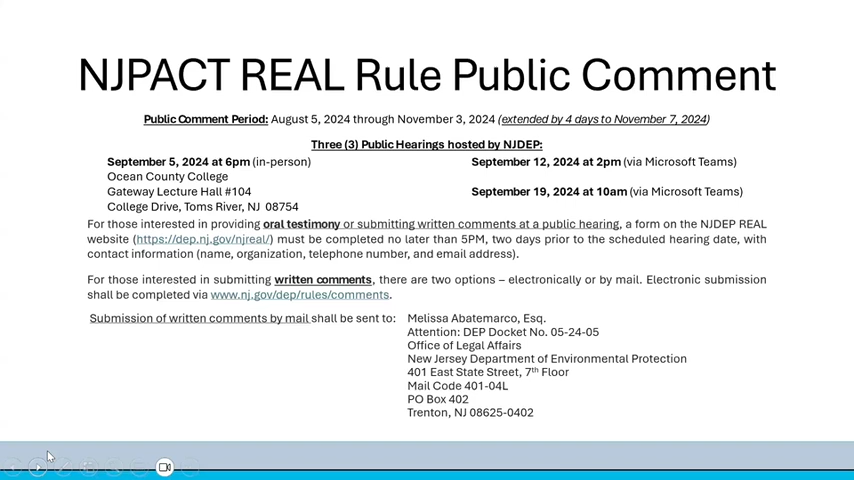 NJPACT REAL Rule Public Comment
Public Comment Period: August 5, 2024 through November 3, 2024 (extended by 4 days to November 7, 2024)
Three (3) Public Hearings hosted by NJDEP:
September 5, 2024 at 6pm (in-person)
Ocean County College
Gateway Lecture Hall #104
College Drive, Toms River, NJ 08754
September 12, 2024 at 2pm (via Microsoft Teams)
September 19, 2024 at 10am (via Microsoft Teams)
For those interested in providing oral testimony or submitting written comments at a public hearing, a form on the NJDEP REAL
website (https://dep.nj.gov/njreal/) must be completed no later than 5PM, two days prior to the scheduled hearing date, with
contact information (name, organization, telephone number, and email address).
For those interested in submitting written comments, there are two options – electronically or by mail. Electronic submission
shall be completed via www.nj.gov/dep/rules/comments.
Submission of written comments by mail shall be sent to:
Melissa Abatemarco, Esq.
Attention: DEP Docket No. 05-24-05
Office of Legal Affairs
New Jersey Department of Environmental Protection
401 East State Street, 7th Floor
Mail Code 401-04L
PO Box 402
Trenton, NJ 08625-0402